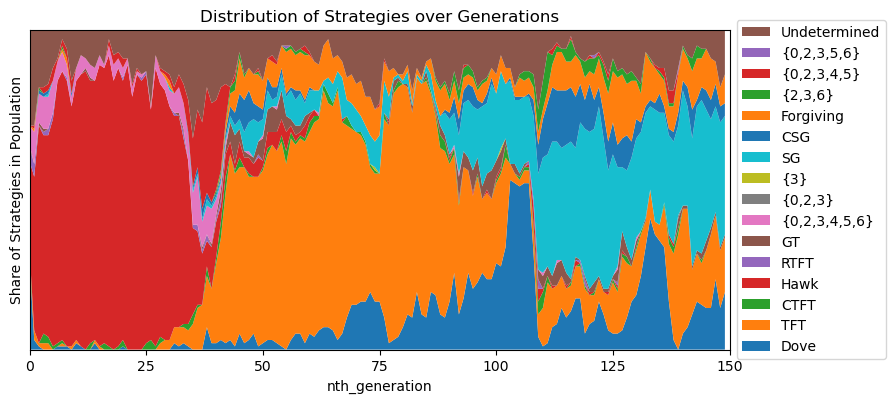 Distribution of Strategies over Generations
Share of Strategies in Population
0 25 50 75 100 125 150
nth_generation
Undetermined
{0,2,3,5,6}
{0,2,3,4,5}
{2,3,6}
Forgiving
CSG
SG
{3}
{0,2,3}
{0,2,3,4,5,6}
GT
RTFT
Hawk
CTFT
TFT
Dove